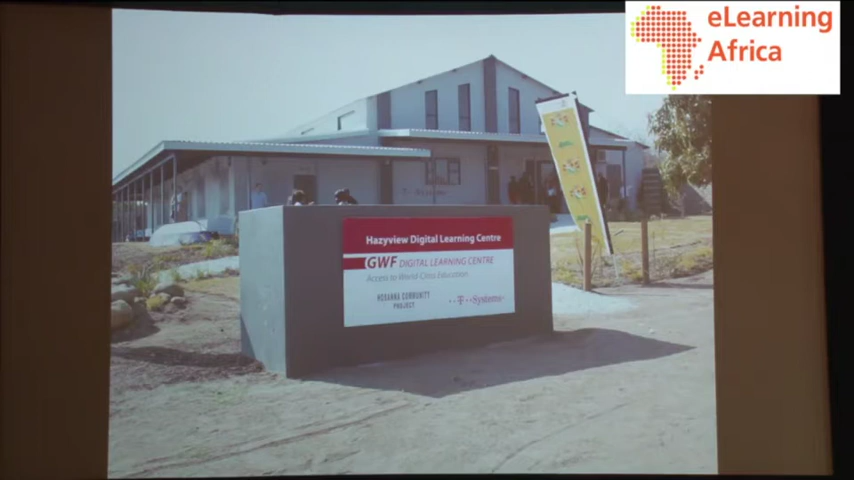 eLearning
Africa
Hazyview Digital Learning Centre
GWF DIGITAL LEARNING CENTRE
Access to World Class Education
HOSANNA COMMUNITY
PROJECT
T··Systems